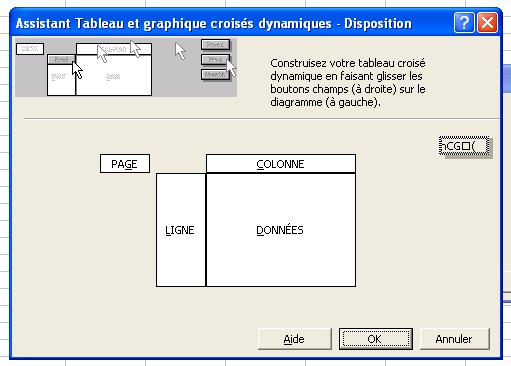 Assistant Tableau et graphique croisés dynamiques - Disposition
Construisez votre tableau croisé
dynamique en faisant glisser les
boutons champs (à droite) sur le
diagramme (à gauche).
PAGE
COLONNE
LIGNE
DONNÉES
Aide
OK
Annuler